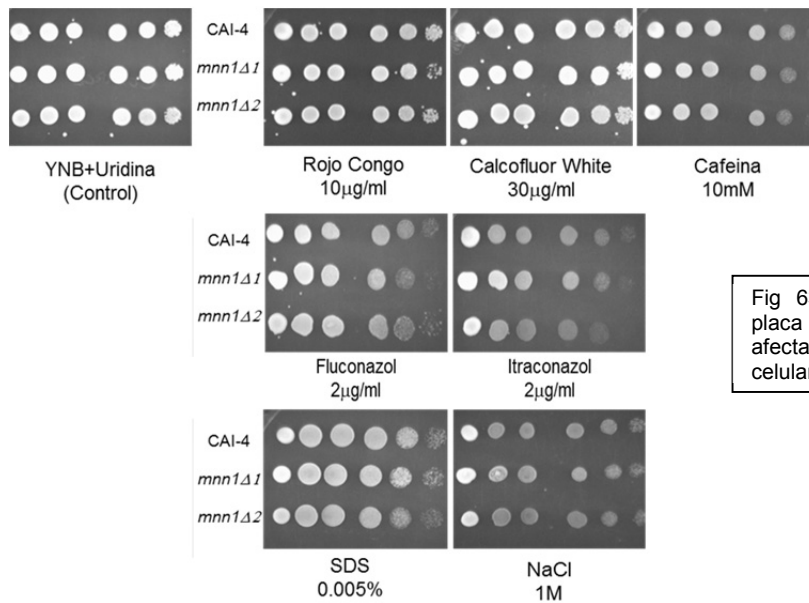 CAI-4
mnn1Δ1
mnn1Δ2
YNB+Uridina
(Control)
Rojo Congo
10µg/ml
Calcofluor White
30µg/ml
Cafeina
10mM
CAI-4
mnn1Δ1
mnn1Δ2
Fluconazol
2µg/ml
Itraconazol
2µg/ml
Fig 6
placa
afecta
celular
CAI-4
mnn1Δ1
mnn1Δ2
SDS
0.005%
NaCl
1M